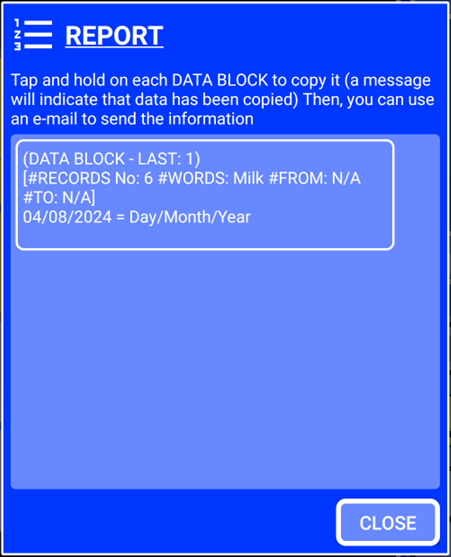 1
2
3
REPORT
Tap and hold on each DATA BLOCK to copy it (a message
will indicate that data has been copied) Then, you can use
an e-mail to send the information
(DATA BLOCK - LAST: 1)
[#RECORDS No: 6 #WORDS: Milk #FROM: N/A
#TO: N/A]
04/08/2024 = Day/Month/Year
CLOSE